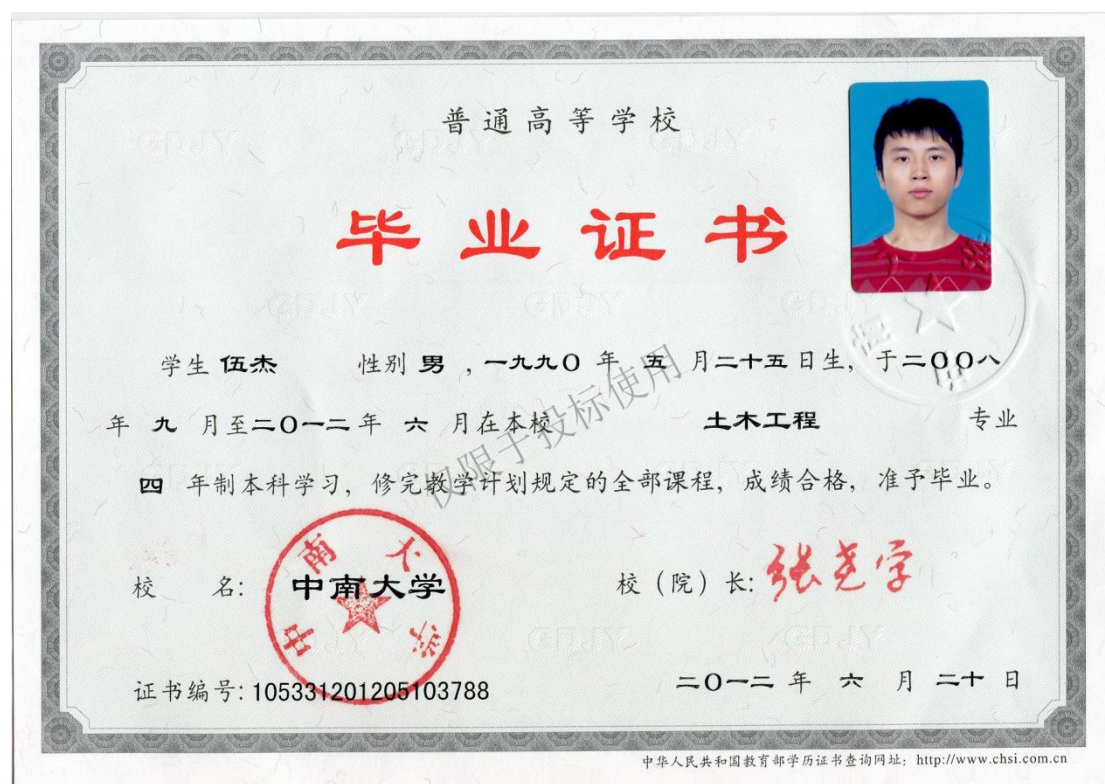 普通高等学校
毕业证书
学生 伍杰 性别 男 ,一九九〇 年 五 月二十五日生, 于二〇〇八
年 九 月至二〇一二年 六 月在本校 土木工程 专业
四 年制本科学习, 修完教学计划规定的全部课程, 成绩合格, 准予毕业。
仅限于投标使用
校 名: 中南大学
中南大学
校(院)长: 张尧学
证书编号: 105331201205103788
二〇一二 年 六 月 二十 日
中华人民共和国教育部学历证书查询网址: http://www.chsi.com.cn